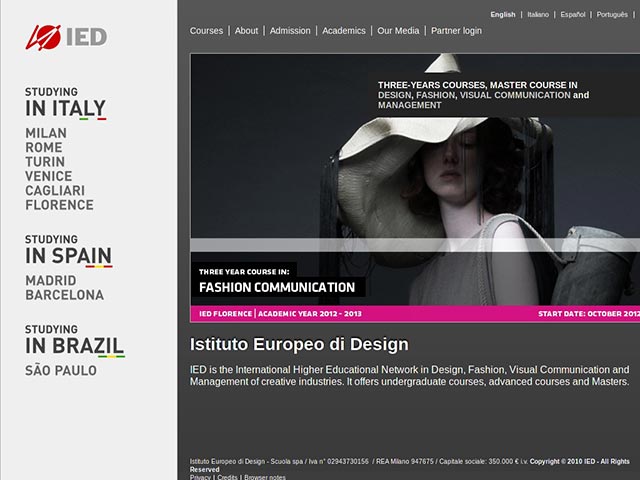 IED
STUDYING
IN ITALY
MILAN
ROME
TURIN
VENICE
CAGLIARI
FLORENCE
STUDYING
IN SPAIN
MADRID
BARCELONA
STUDYING
IN BRAZIL
SÃO PAULO
English | Italiano | Español | Português |
Courses | About | Admission | Academics | Our Media | Partner login
THREE-YEARS COURSES, MASTER COURSE IN
DESIGN, FASHION, VISUAL COMMUNICATION and
MANAGEMENT
THREE YEAR COURSE IN:
FASHION COMMUNICATION
IED FLORENCE | ACADEMIC YEAR 2012 - 2013
START DATE: OCTOBER 2012
Istituto Europeo di Design
IED is the International Higher Educational Network in Design, Fashion, Visual Communication and
Management of creative industries. It offers undergraduate courses, advanced courses and Masters.
Istituto Europeo di Design - Scuola spa / Iva n° 02943730156 / REA Milano 947675 / Capitale sociale: 350.000 € i.v. Copyright © 2010 IED - All Rights
Reserved
Privacy | Credits | Browser notes